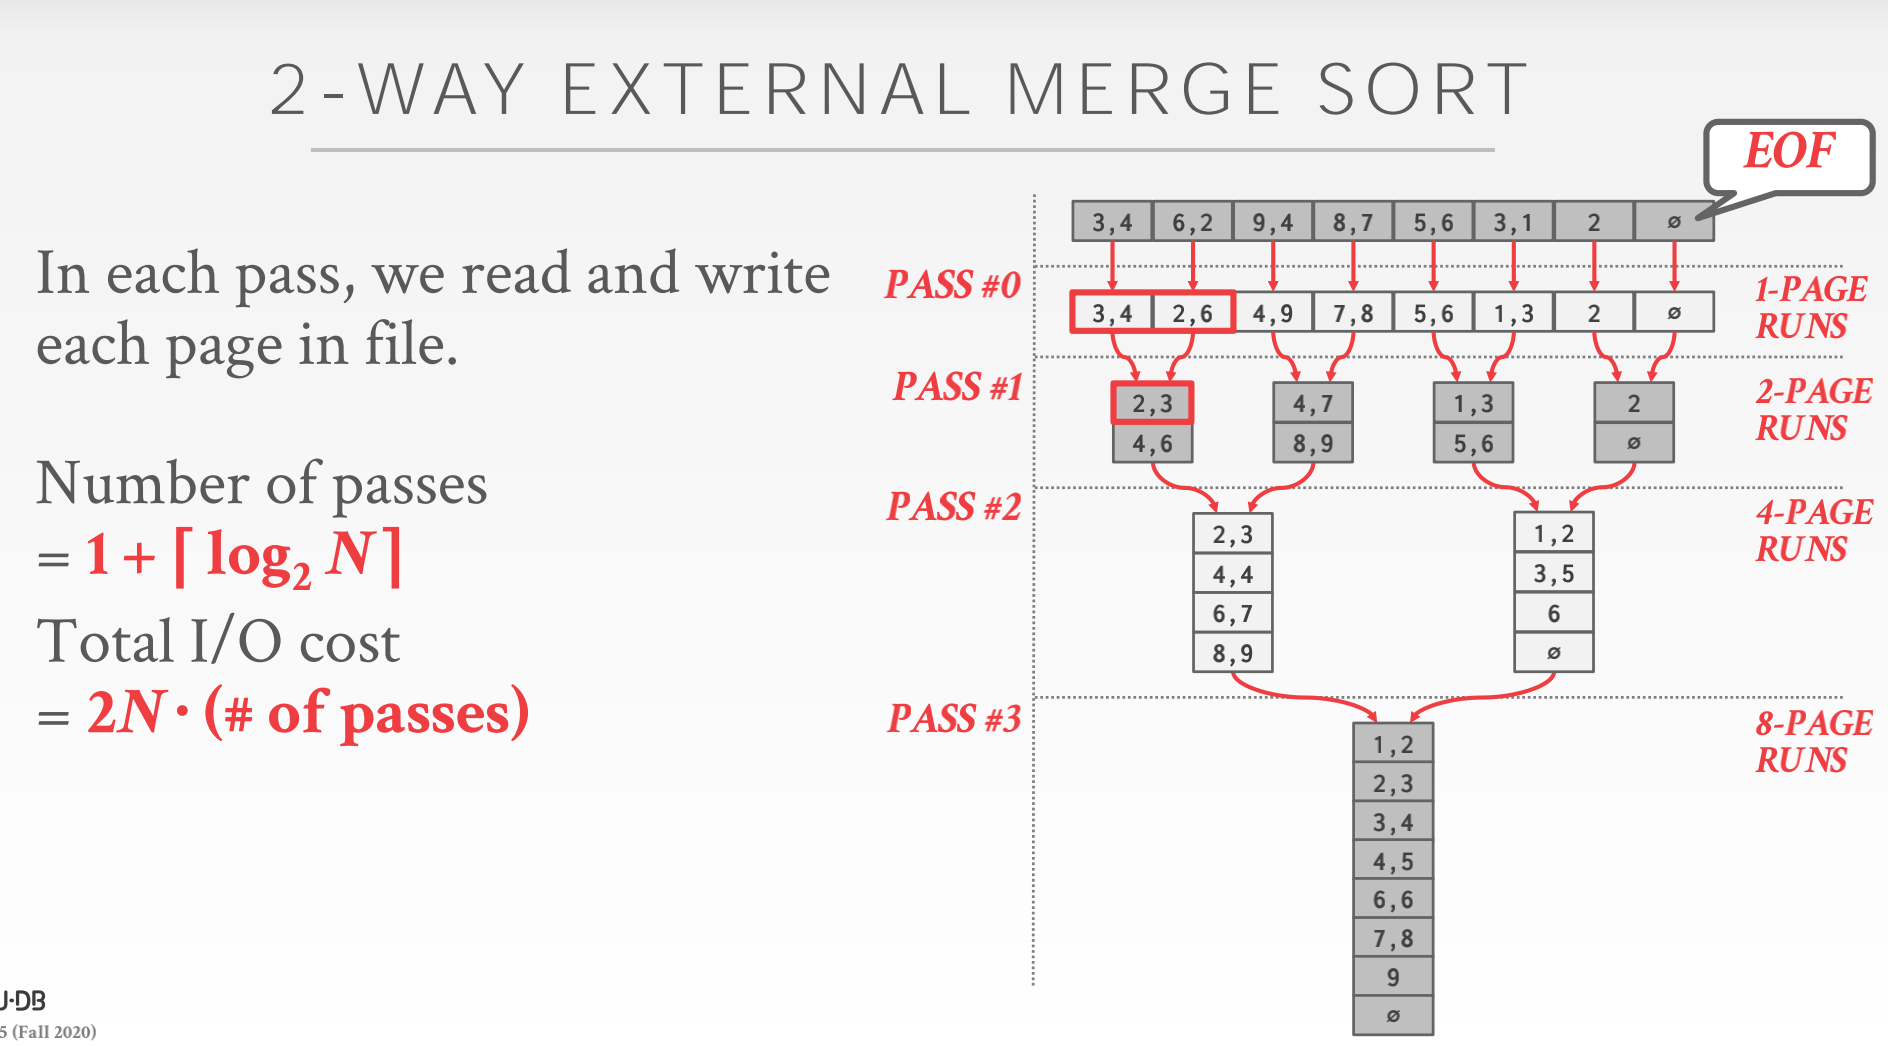 2-WAY EXTERNAL MERGE SORT
EOF
In each pass, we read and write
each page in file.
Number of passes
= 1 + ⌈ log₂ N ⌉
Total I/O cost
= 2N · (# of passes)
3,4 6,2 9,4 8,7 5,6 3,1 2 ∅
PASS #0
1-PAGE
RUNS
3,4 2,6 4,9 7,8 5,6 1,3 2 ∅
PASS #1
2-PAGE
RUNS
2,3 4,7 1,3 2
4,6 8,9 5,6 ∅
PASS #2
4-PAGE
RUNS
2,3 1,2
4,4 3,5
6,7 6
8,9 ∅
PASS #3
8-PAGE
RUNS
1,2
2,3
3,4
4,5
6,6
7,8
9
∅
U·DB
5 (Fall 2020)